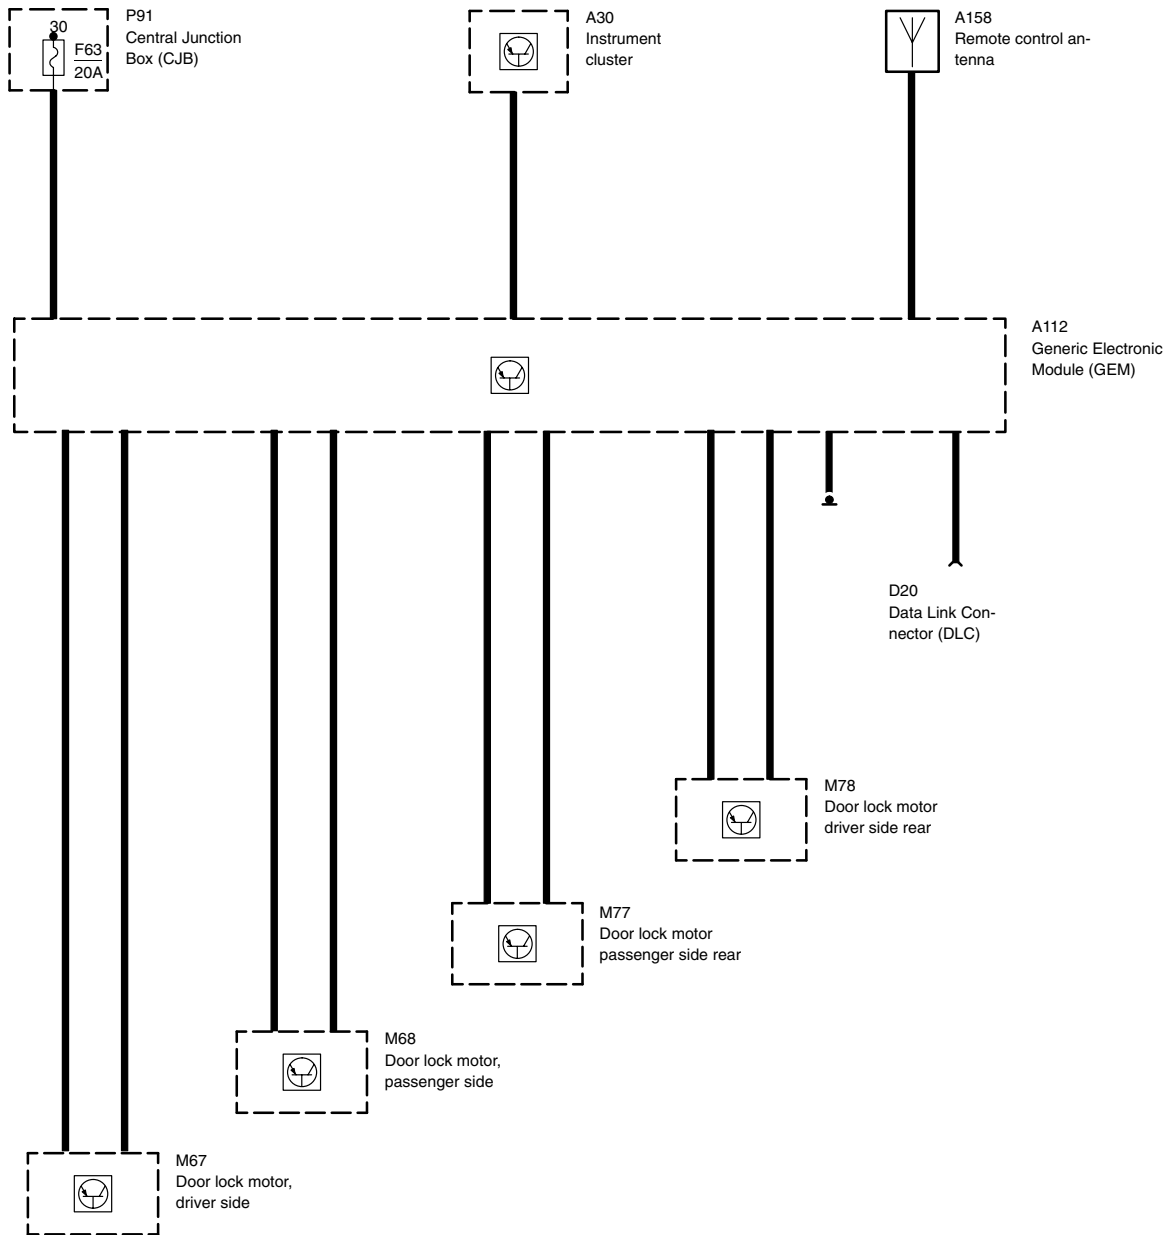 P91
Central Junction
Box (CJB)
30
F63
20A
A30
Instrument
cluster
A158
Remote control an-
tenna
A112
Generic Electronic
Module (GEM)
D20
Data Link Con-
nector (DLC)
M78
Door lock motor
driver side rear
M77
Door lock motor
passenger side rear
M68
Door lock motor,
passenger side
M67
Door lock motor,
driver side